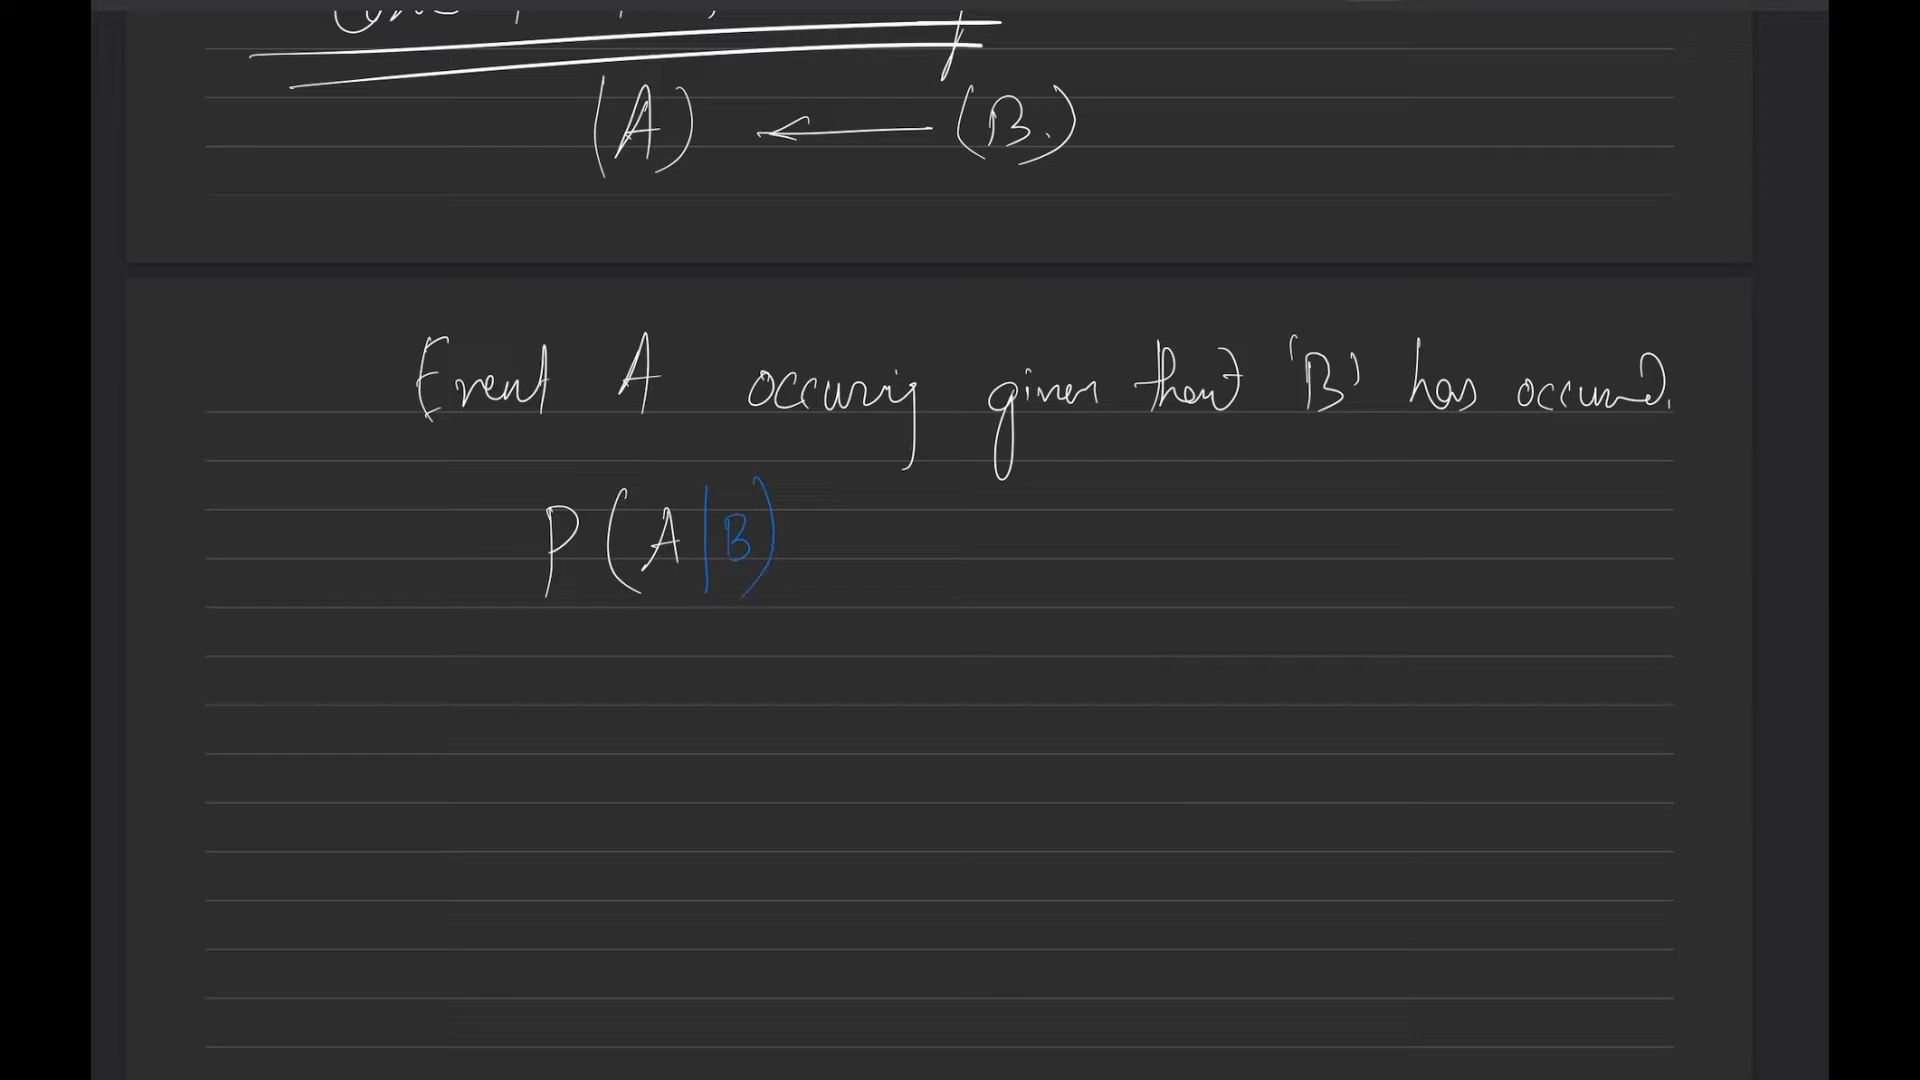 (A) ← (B.)
Event A occuring given that 'B' has occured.
P(A|B)